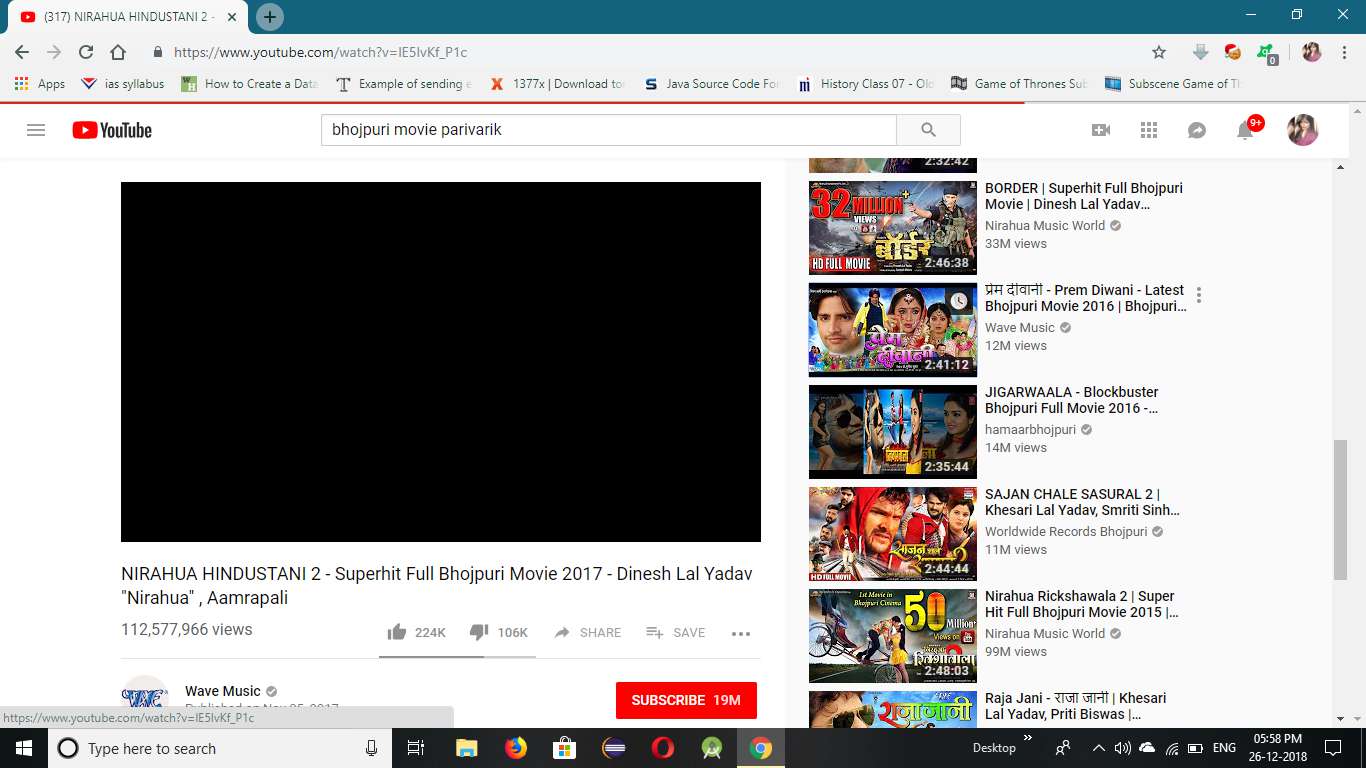 (317) NIRAHUA HINDUSTANI 2 -
https://www.youtube.com/watch?v=IE5IvKf_P1c
Apps
ias syllabus
How to Create a Data
Example of sending e
1377x | Download to
Java Source Code For
History Class 07 - Old
Game of Thrones Sub
Subscene Game of Th
0
YouTube
bhojpuri movie parivarik
9+
2:32:42
32 MILLION+
VIEWS
बॉर्डर
HD FULL MOVIE
2:46:38
BORDER | Superhit Full Bhojpuri
Movie | Dinesh Lal Yadav...
Nirahua Music World
33M views
प्रेम दीवानी
2:41:12
प्रेम दीवानी - Prem Diwani - Latest
Bhojpuri Movie 2016 | Bhojpuri...
Wave Music
12M views
2:35:44
JIGARWAALA - Blockbuster
Bhojpuri Full Movie 2016 -...
hamaarbhojpuri
14M views
साजन चले
HD FULL MOVIE
2:44:44
SAJAN CHALE SASURAL 2 |
Khesari Lal Yadav, Smriti Sinh...
Worldwide Records Bhojpuri
11M views
1st Movie in
Bhojpuri Cinema
50
Million+
Views on
2:48:03
Nirahua Rickshawala 2 | Super
Hit Full Bhojpuri Movie 2015 |...
Nirahua Music World
99M views
राजा जानी
Raja Jani - राजा जानी | Khesari
Lal Yadav, Priti Biswas |...
NIRAHUA HINDUSTANI 2 - Superhit Full Bhojpuri Movie 2017 - Dinesh Lal Yadav
"Nirahua" , Aamrapali
112,577,966 views
224K
106K
SHARE
SAVE
Wave Music
Published on Nov 25, 2017
SUBSCRIBE 19M
https://www.youtube.com/watch?v=IE5IvKf_P1c
Type here to search
Desktop
ENG
05:58 PM
26-12-2018